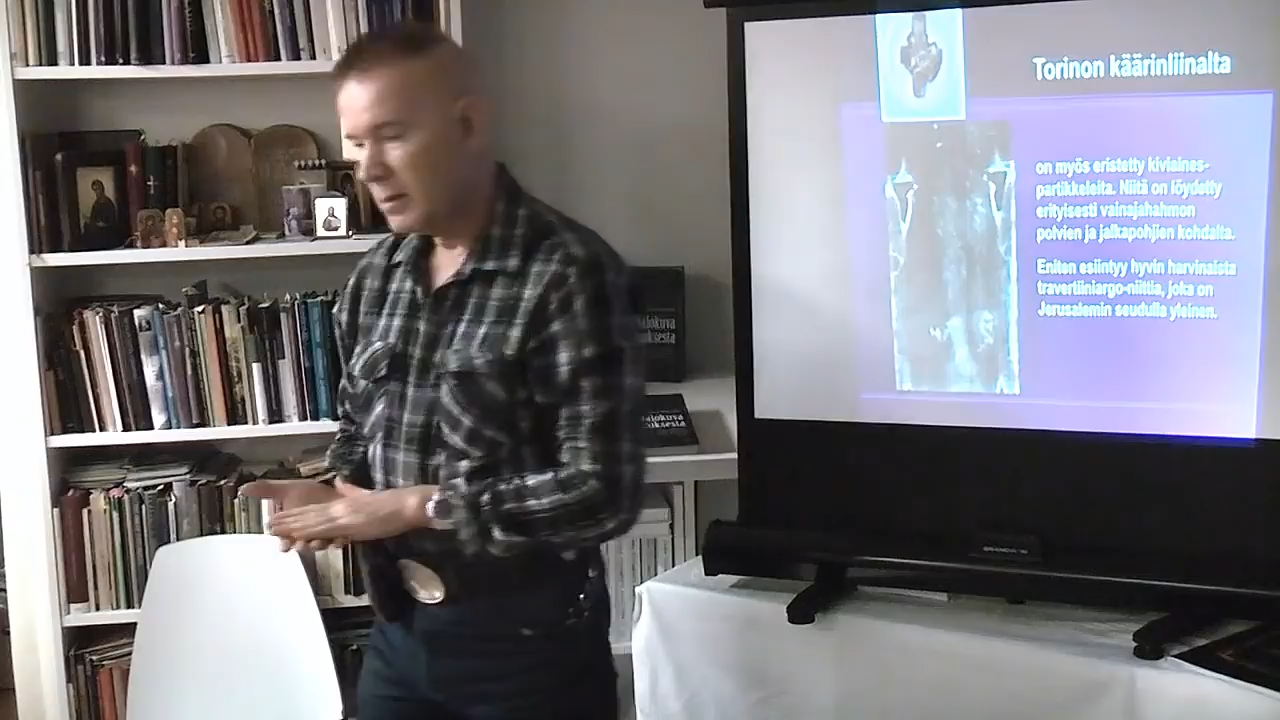 Torinon käärinliinalta
on myös eristetty kiviaines-
partikkeleita. Niitä on löydetty
erityisesti vainajahahmon
polvien ja jalkapohjien kohdalta.
Eniten esiintyy hyvin harvinaista
travertiiniargo-niittia, joka on
Jerusalemin seudulla yleinen.